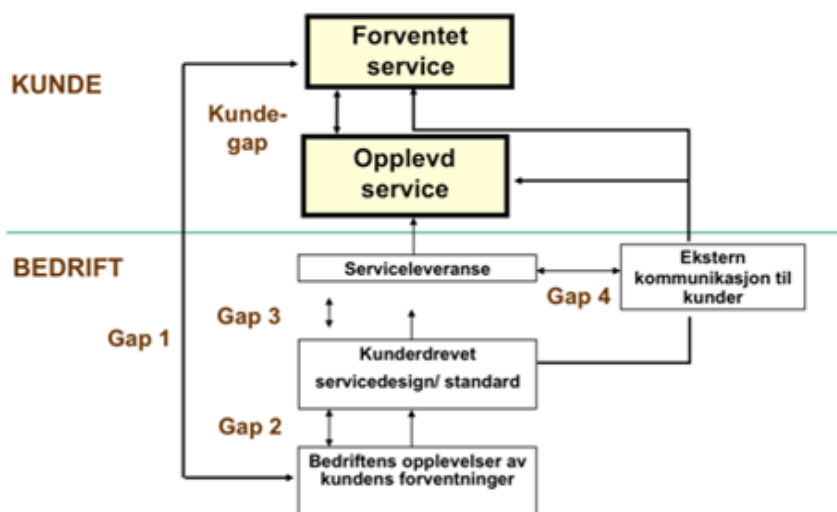 Forventet
service
KUNDE
Kunde-
gap
Opplevd
service
BEDRIFT
Serviceleveranse
Ekstern
kommunikasjon til
kunder
Gap 4
Gap 3
Gap 1
Kunderdrevet
servicedesign/ standard
Gap 2
Bedriftens opplevelser av
kundens forventninger